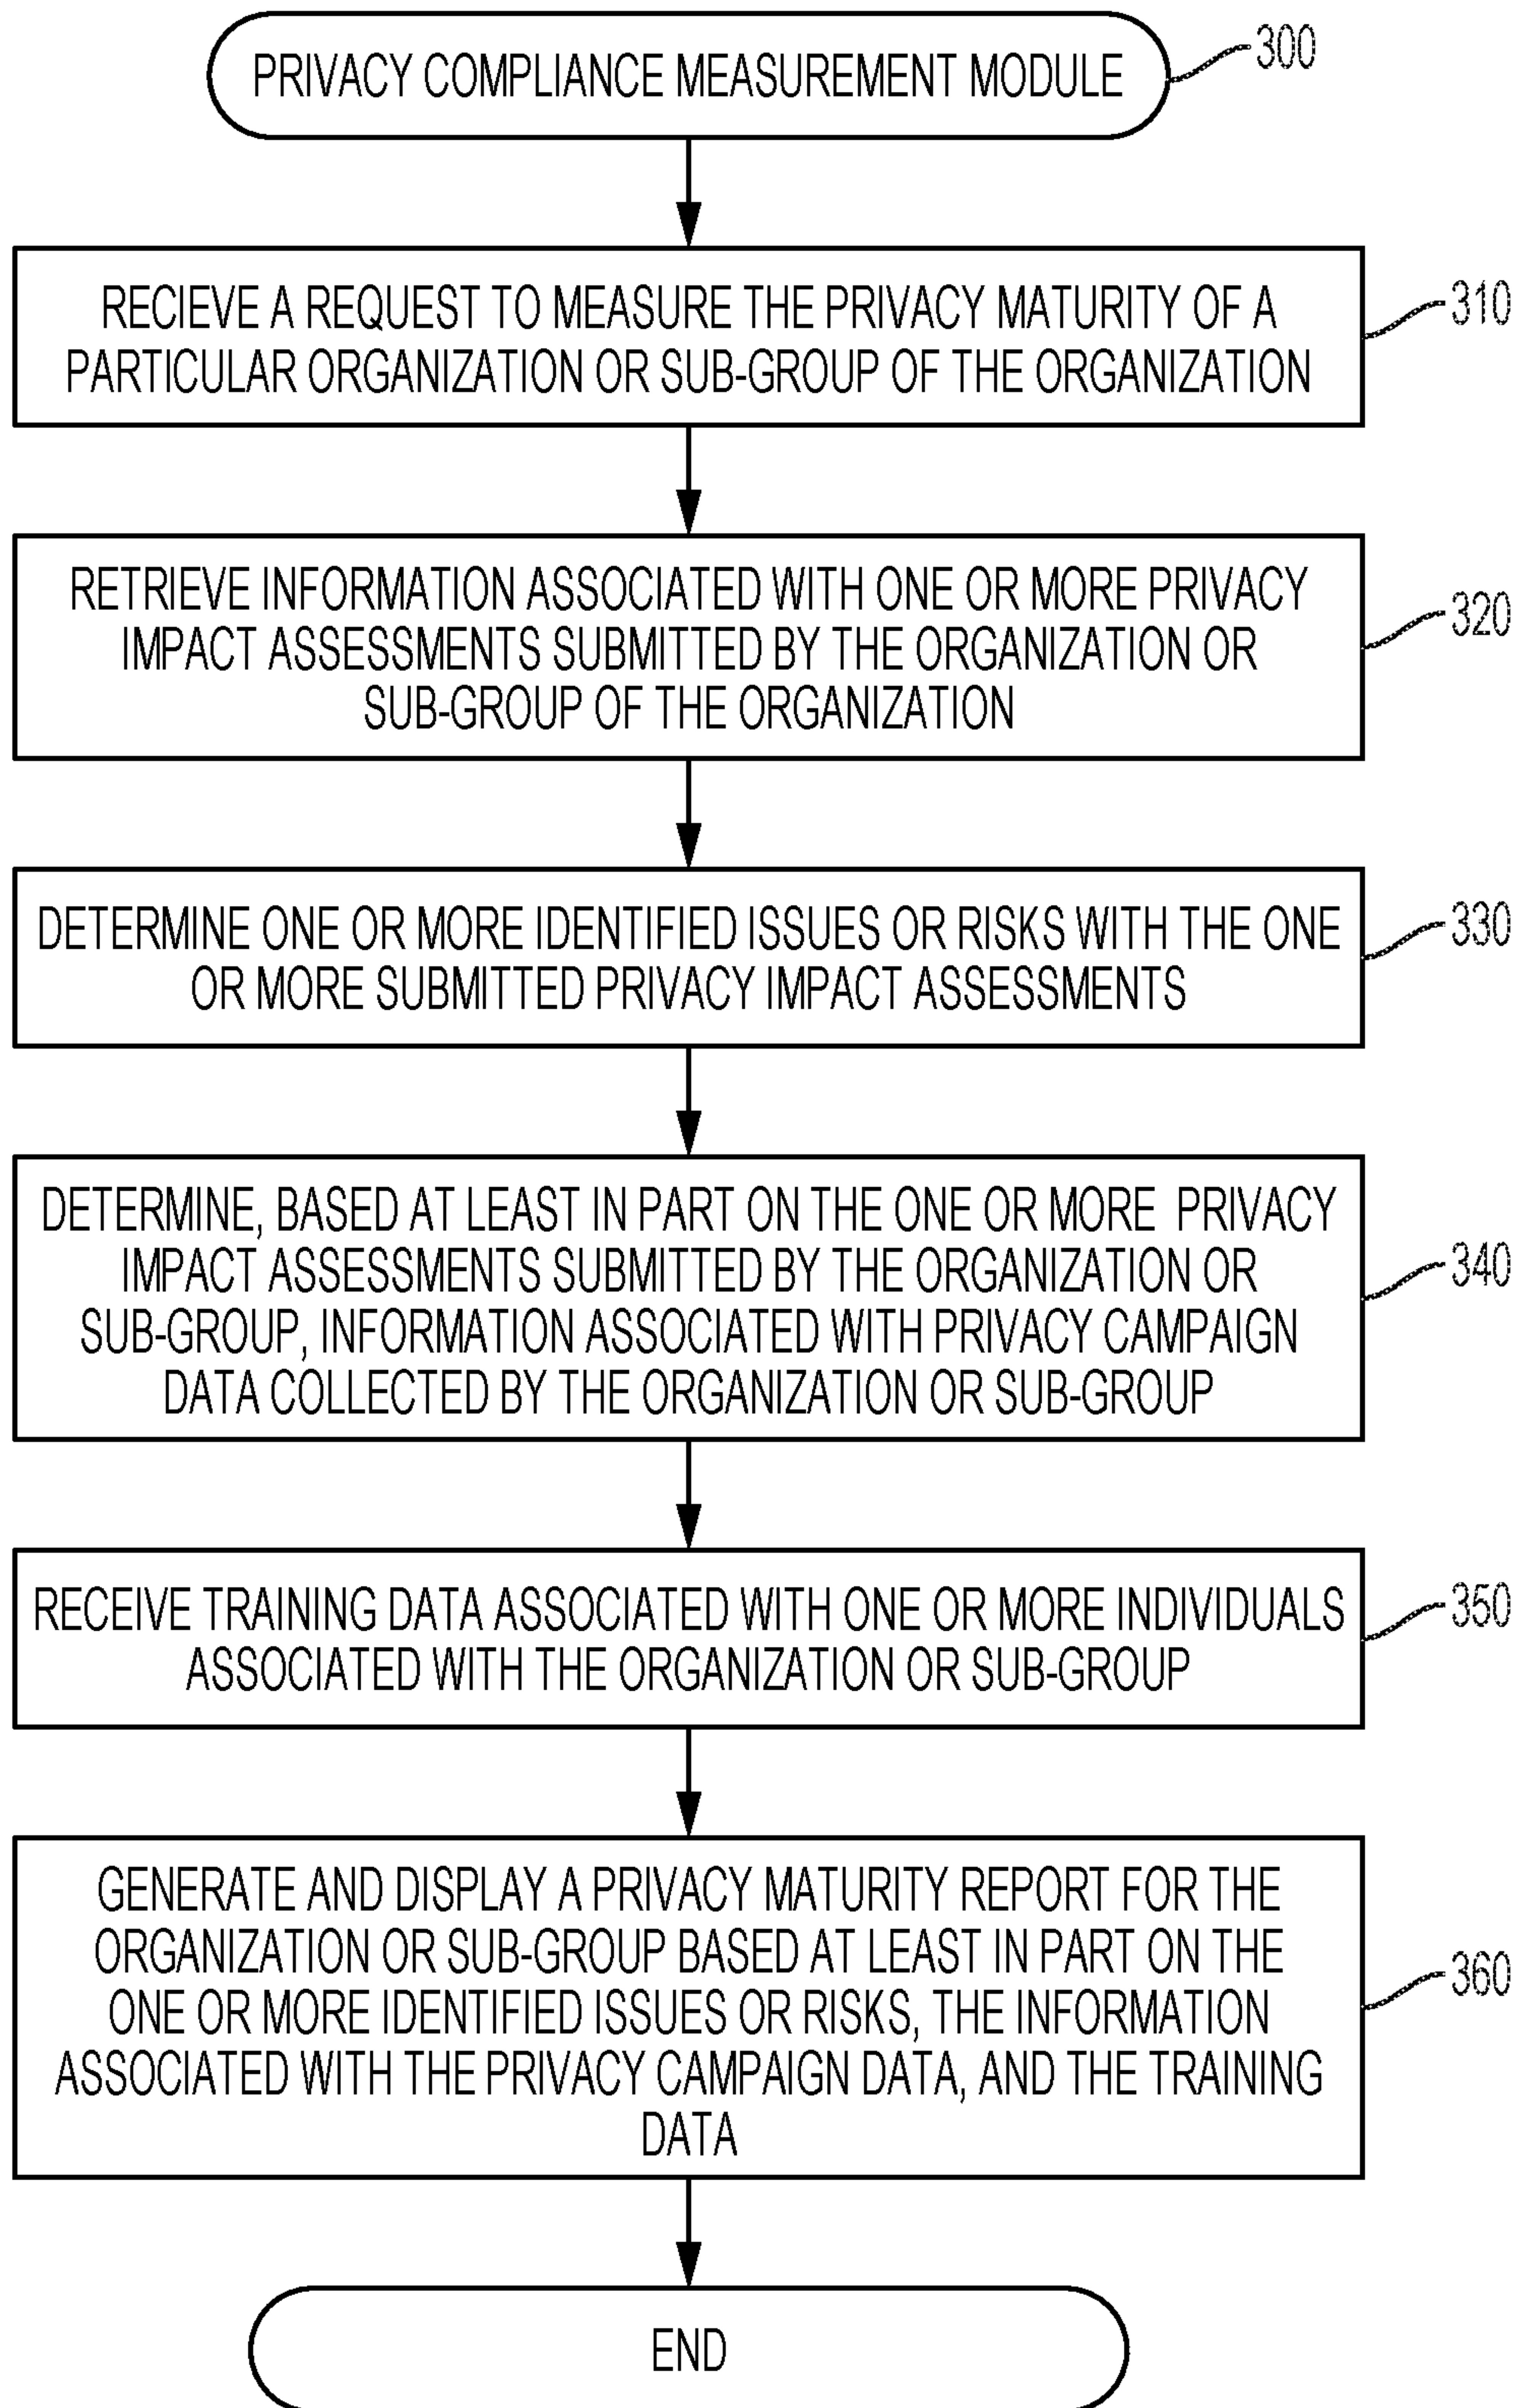 PRIVACY COMPLIANCE MEASUREMENT MODULE
300
RECIEVE A REQUEST TO MEASURE THE PRIVACY MATURITY OF A
PARTICULAR ORGANIZATION OR SUB-GROUP OF THE ORGANIZATION
310
RETRIEVE INFORMATION ASSOCIATED WITH ONE OR MORE PRIVACY
IMPACT ASSESSMENTS SUBMITTED BY THE ORGANIZATION OR
SUB-GROUP OF THE ORGANIZATION
320
DETERMINE ONE OR MORE IDENTIFIED ISSUES OR RISKS WITH THE ONE
OR MORE SUBMITTED PRIVACY IMPACT ASSESSMENTS
330
DETERMINE, BASED AT LEAST IN PART ON THE ONE OR MORE PRIVACY
IMPACT ASSESSMENTS SUBMITTED BY THE ORGANIZATION OR
SUB-GROUP, INFORMATION ASSOCIATED WITH PRIVACY CAMPAIGN
DATA COLLECTED BY THE ORGANIZATION OR SUB-GROUP
340
RECEIVE TRAINING DATA ASSOCIATED WITH ONE OR MORE INDIVIDUALS
ASSOCIATED WITH THE ORGANIZATION OR SUB-GROUP
350
GENERATE AND DISPLAY A PRIVACY MATURITY REPORT FOR THE
ORGANIZATION OR SUB-GROUP BASED AT LEAST IN PART ON THE
ONE OR MORE IDENTIFIED ISSUES OR RISKS, THE INFORMATION
ASSOCIATED WITH THE PRIVACY CAMPAIGN DATA, AND THE TRAINING
DATA
360
END